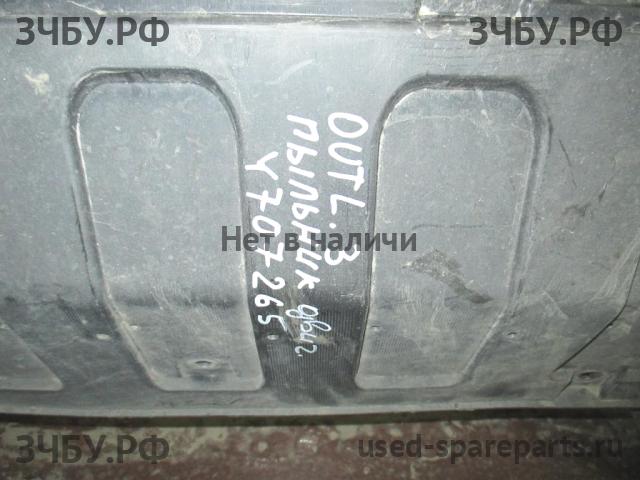 ЗЧБУ.РФ
ЗЧБУ.РФ
OUTL. 3
ПЫЛЬНИК двиг
Y707265
Нет в наличи
ЗЧБУ.РФ
used-spareparts.ru